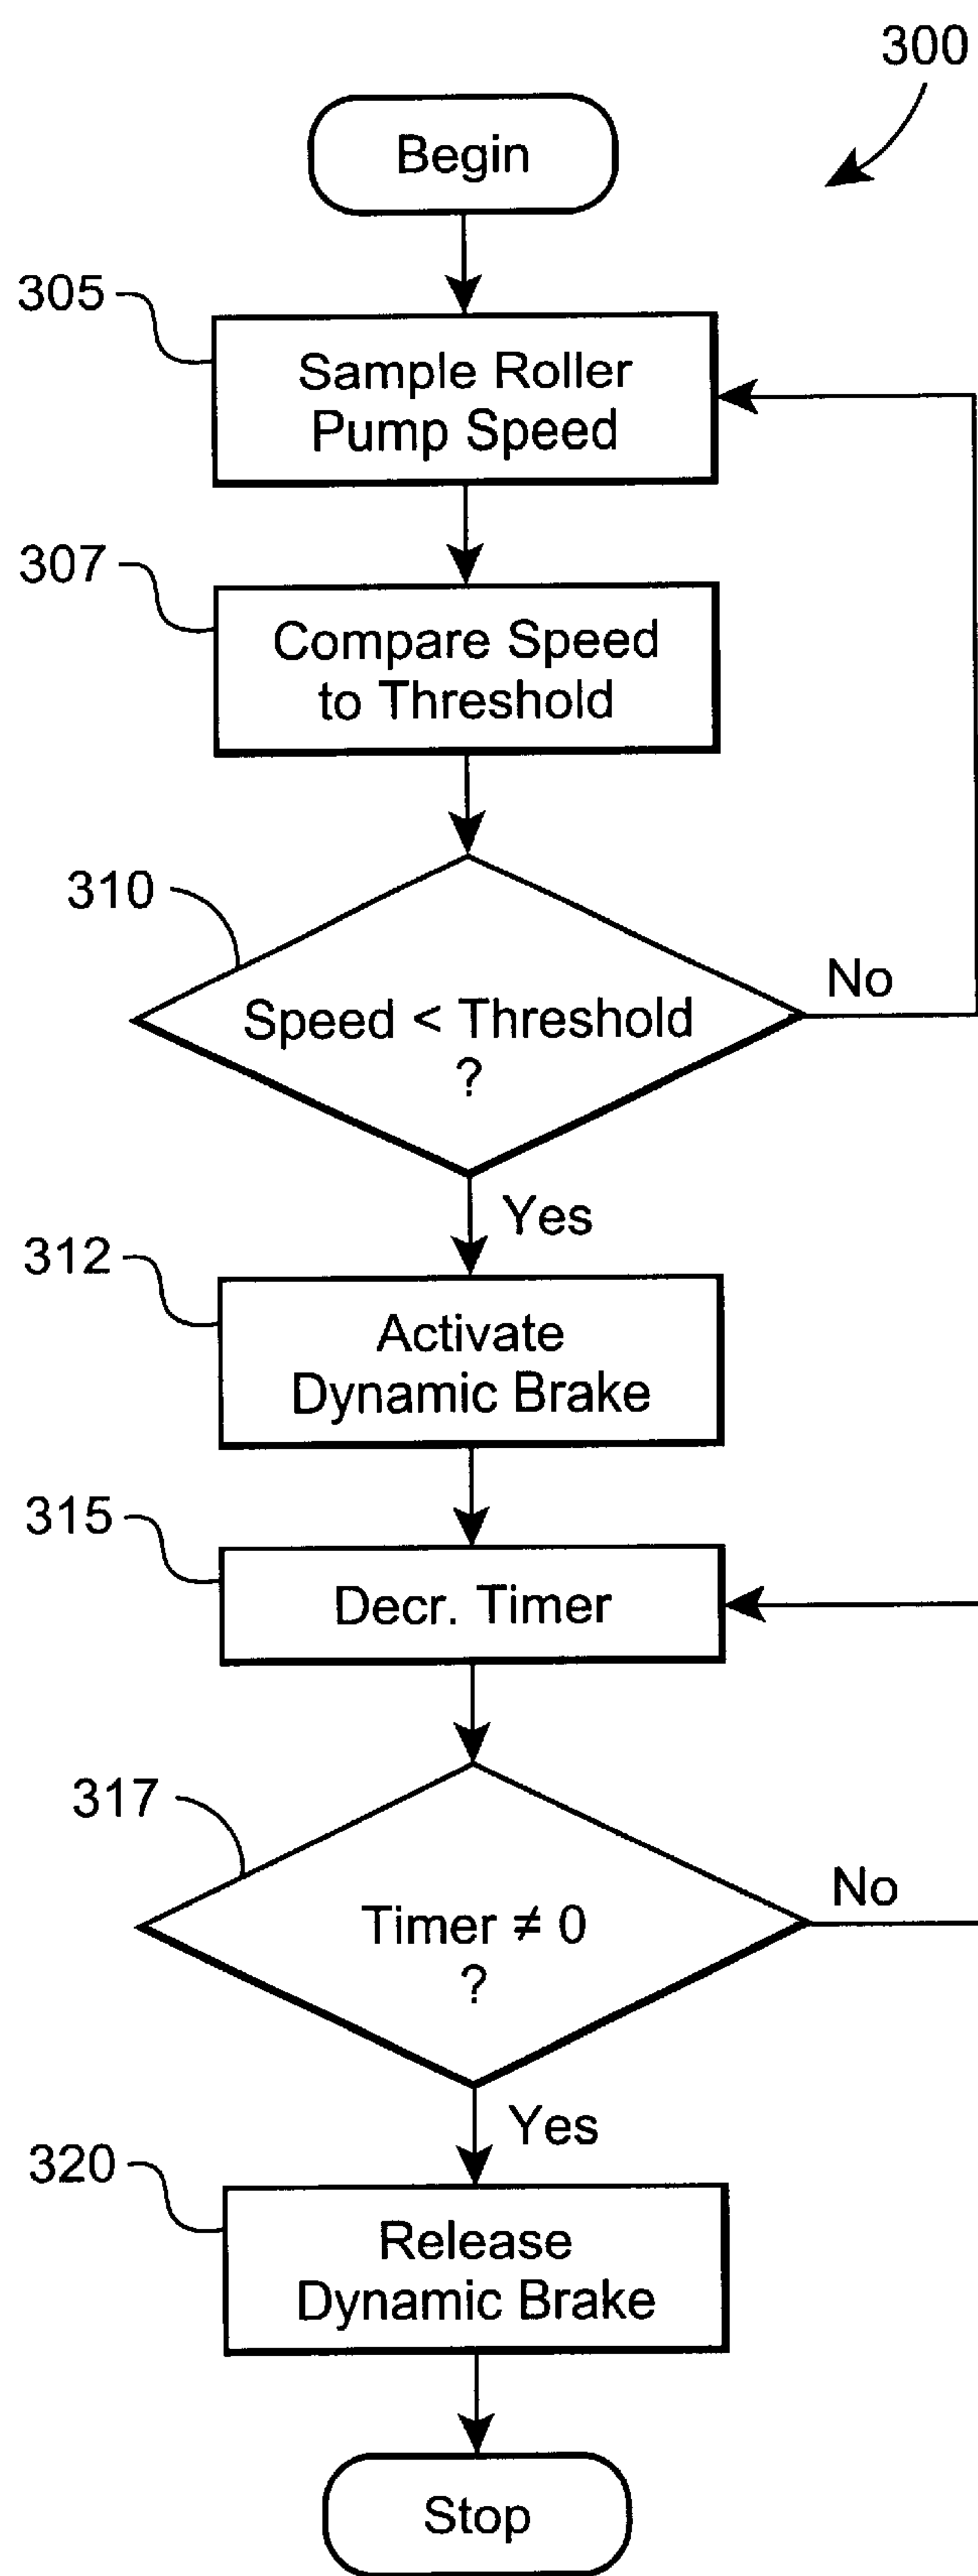 300
Begin
305
Sample Roller
Pump Speed
307
Compare Speed
to Threshold
310
Speed < Threshold
?
No
Yes
312
Activate
Dynamic Brake
315
Decr. Timer
317
Timer ≠ 0
?
No
Yes
320
Release
Dynamic Brake
Stop